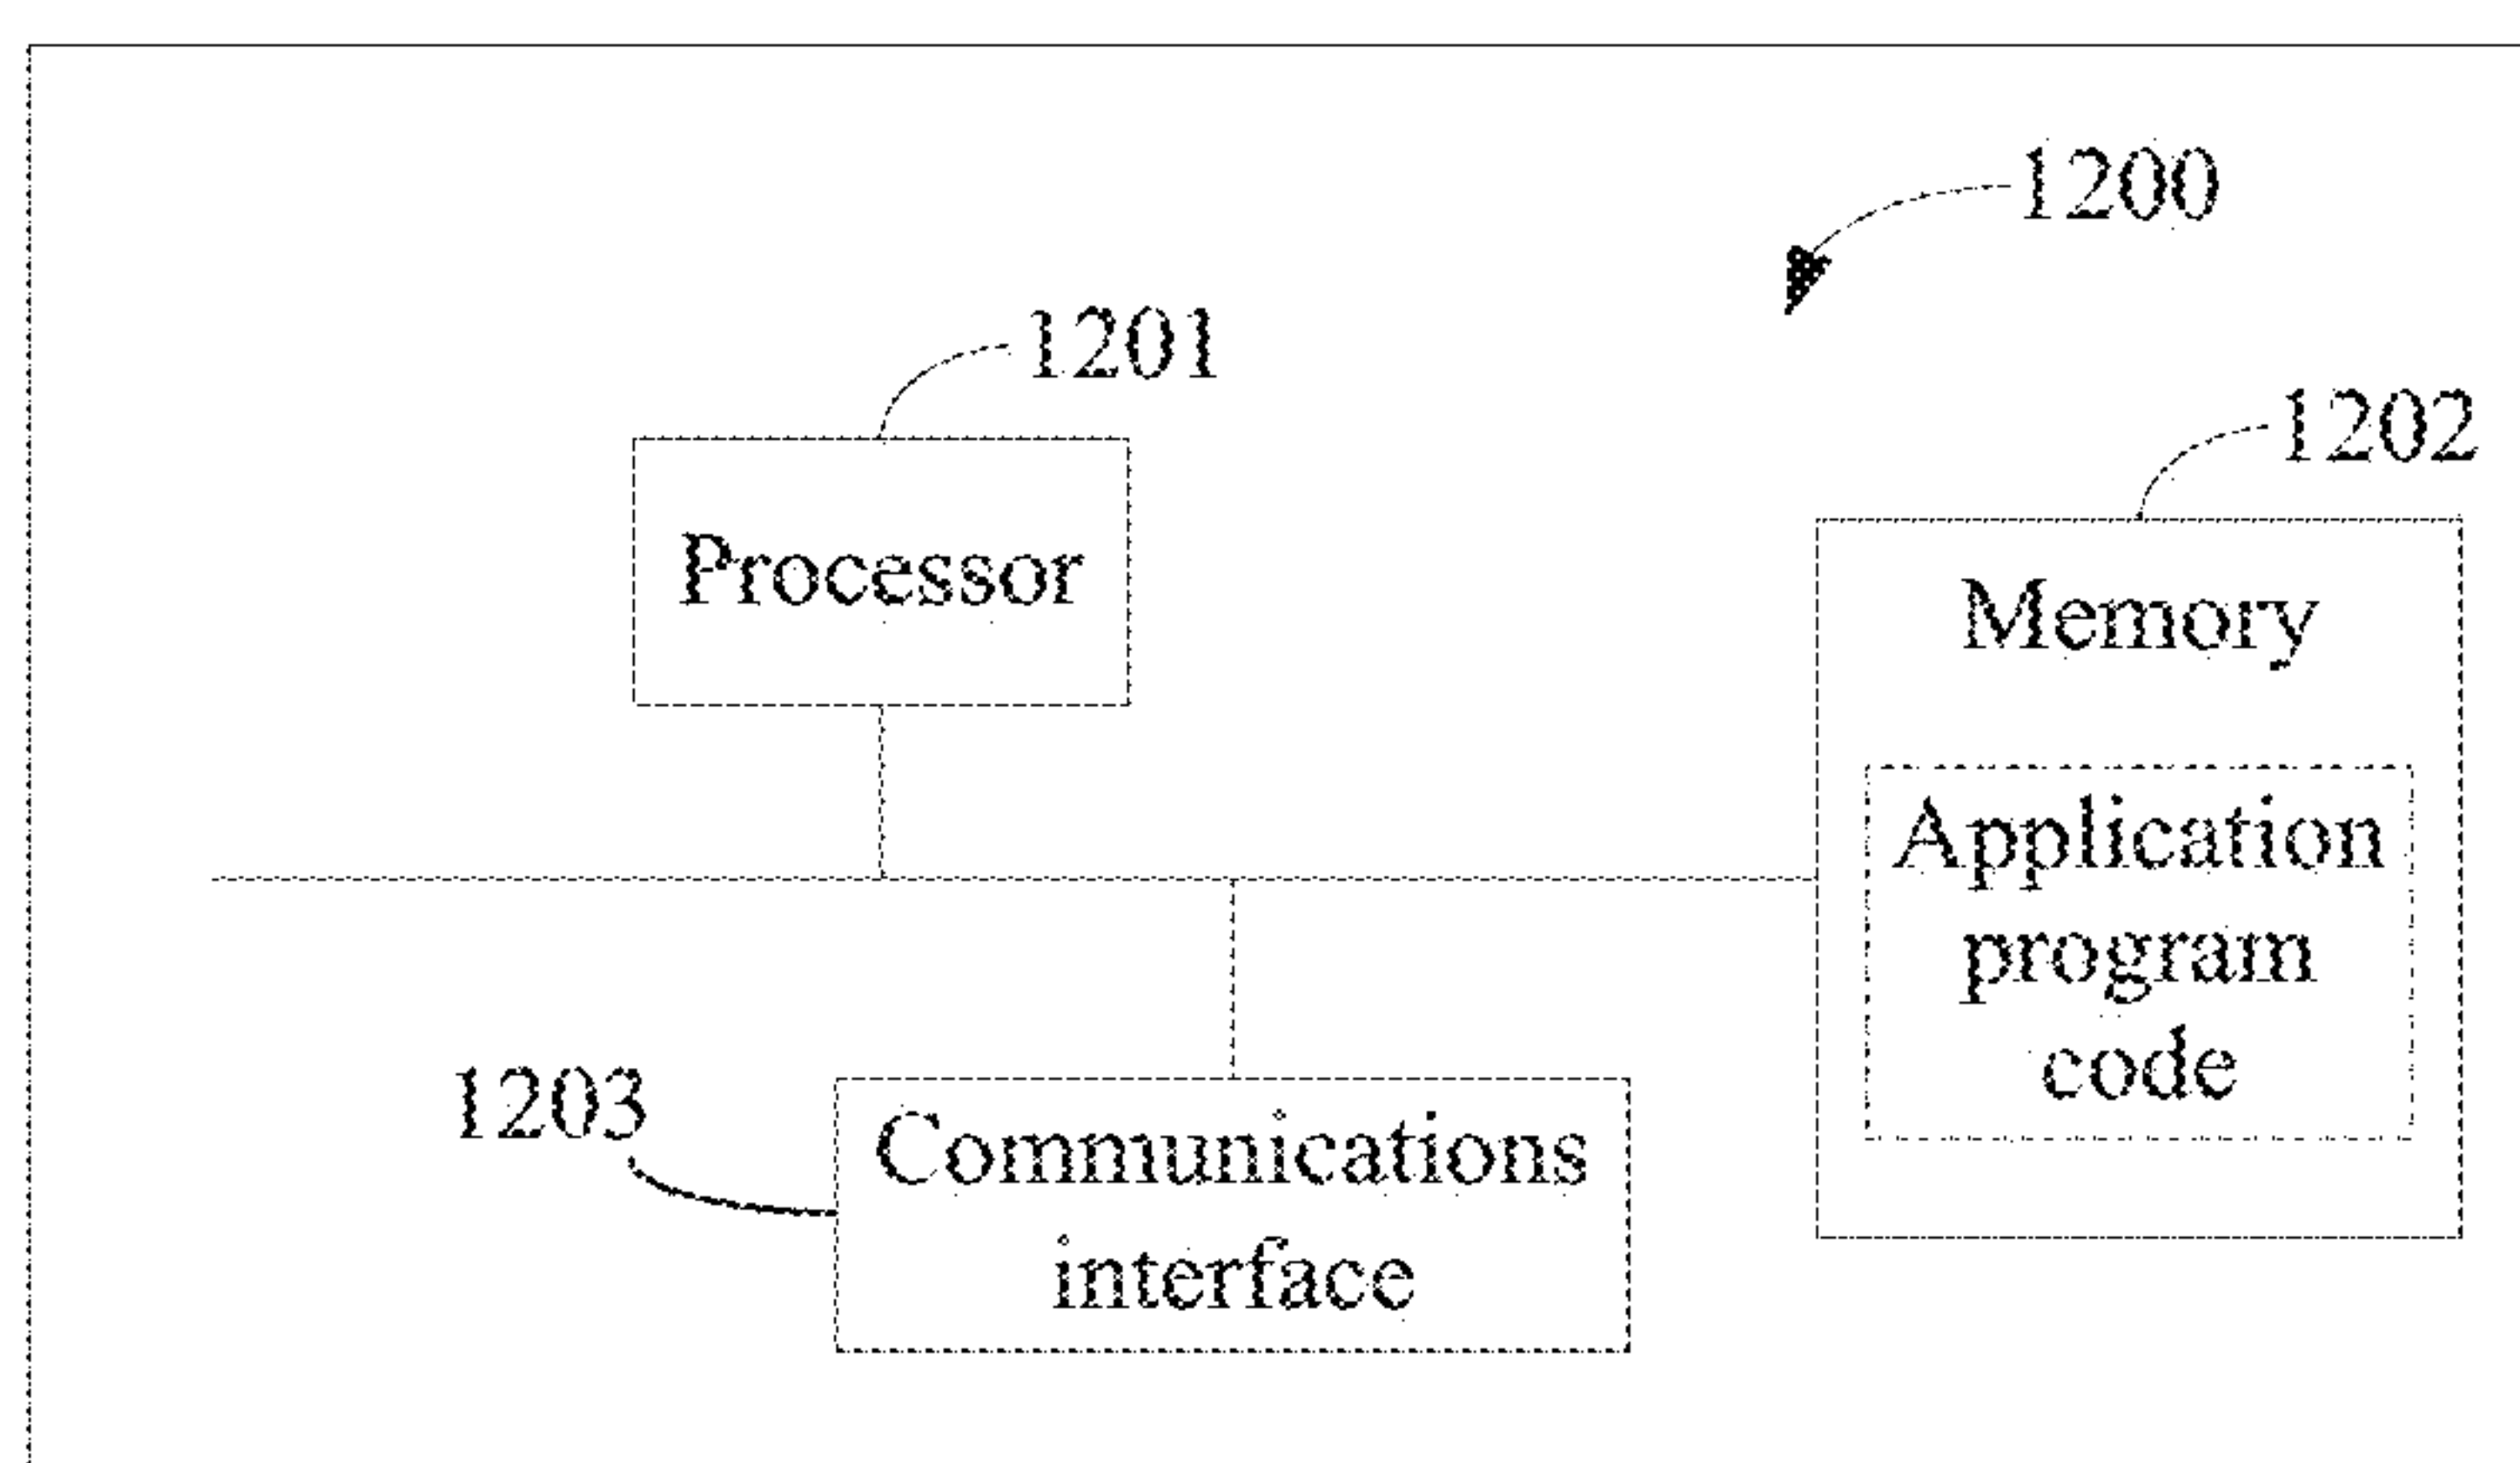 1200
1201
1202
Processor
Memory
Application
program
code
1203
Communications
interface